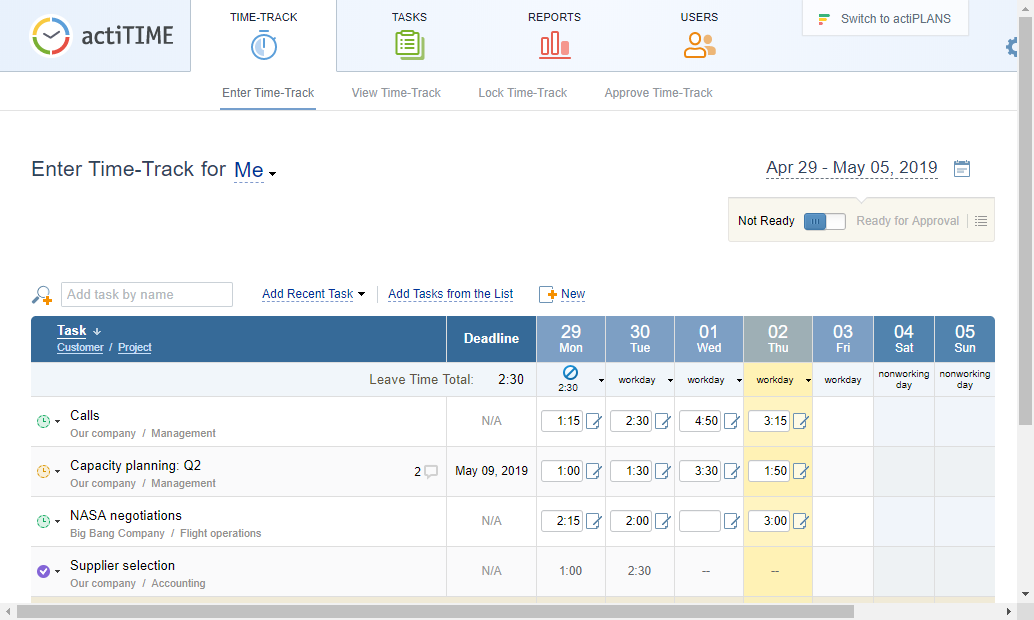 actiTIME
TIME-TRACK
TASKS
REPORTS
USERS
Switch to actiPLANS
Enter Time-Track
View Time-Track
Lock Time-Track
Approve Time-Track
Enter Time-Track for Me
Apr 29 - May 05, 2019
Not Ready
Ready for Approval
Add task by name
Add Recent Task
Add Tasks from the List
New
Task
Customer / Project
Deadline
29 Mon
30 Tue
01 Wed
02 Thu
03 Fri
04 Sat
05 Sun
Leave Time Total: 2:30
2:30
workday
workday
workday
workday
nonworking day
nonworking day
Calls
Our company / Management
N/A 1:15 2:30 4:50 3:15
Capacity planning: Q2
Our company / Management
2 May 09, 2019 1:00 1:30 3:30 1:50
NASA negotiations
Big Bang Company / Flight operations
N/A 2:15 2:00 3:00
Supplier selection
Our company / Accounting
N/A 1:00 2:30 -- --